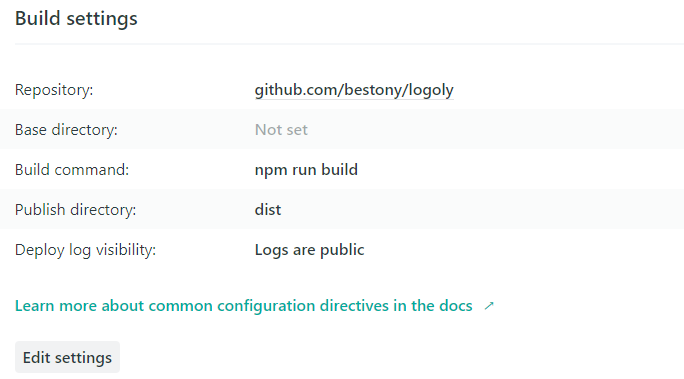 Build settings
Repository: github.com/bestony/logoly
Base directory: Not set
Build command: npm run build
Publish directory: dist
Deploy log visibility: Logs are public
Learn more about common configuration directives in the docs ↗
Edit settings